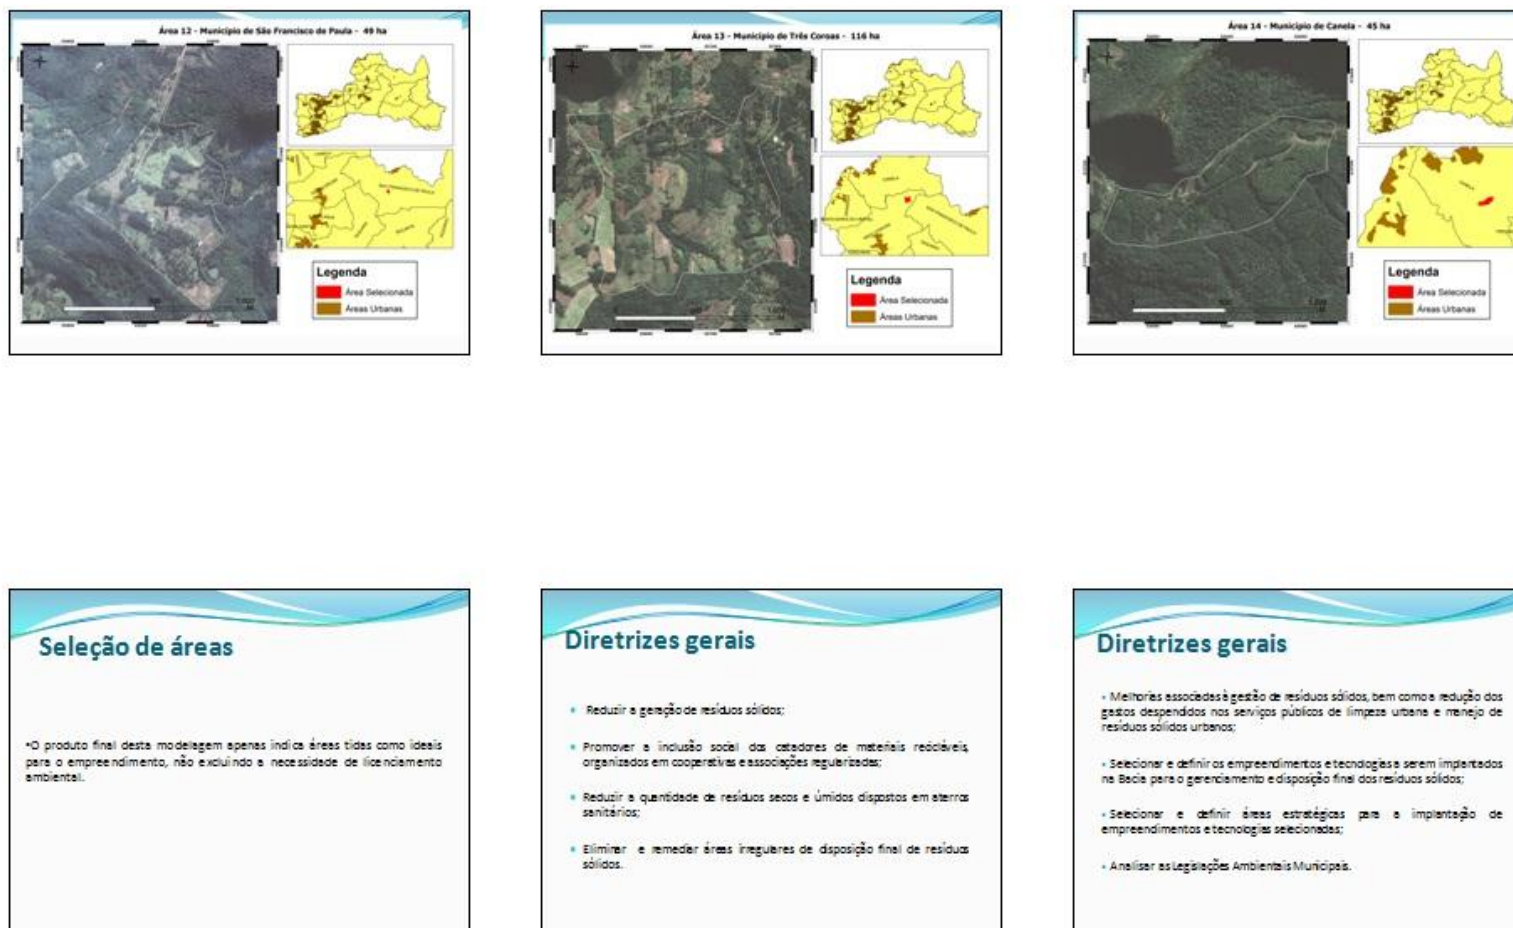 Área 12 - Município de São Francisco de Paula - 49 ha
Legenda
Área Selecionada
Áreas Urbanas
Área 13 - Município de Três Coroas - 116 ha
Legenda
Área Selecionada
Áreas Urbanas
Área 14 - Município de Canela - 45 ha
Legenda
Área Selecionada
Áreas Urbanas
Seleção de áreas
•O produto final desta modelagem apenas indica áreas tidas como ideais
para o empreendimento, não excluindo a necessidade de licenciamento
ambiental.
Diretrizes gerais
• Reduzir a geração de resíduos sólidos;
• Promover a inclusão social dos catadores de materiais recicláveis,
organizados em cooperativas e associações regularizadas;
• Reduzir a quantidade de resíduos secos e úmidos dispostos em aterros
sanitários;
• Eliminar e remediar áreas irregulares de disposição final de resíduos
sólidos.
Diretrizes gerais
• Melhorias associadas à gestão de resíduos sólidos, bem como a redução dos
gastos despendidos nos serviços públicos de limpeza urbana e manejo de
resíduos sólidos urbanos;
• Selecionar e definir os empreendimentos e tecnologias a serem implantados
na Bacia para o gerenciamento e disposição final dos resíduos sólidos;
• Selecionar e definir áreas estratégicas para a implantação de
empreendimentos e tecnologias selecionadas;
• Analisar as Legislações Ambientais Municipais.